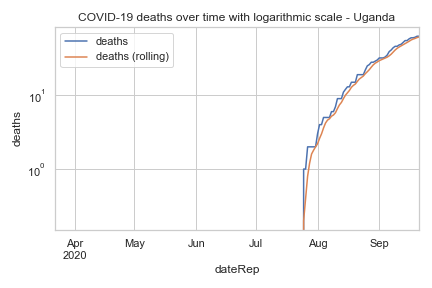 COVID-19 deaths over time with logarithmic scale - Uganda
deaths
deaths (rolling)
10¹
10⁰
deaths
Apr May Jun Jul Aug Sep
2020
dateRep